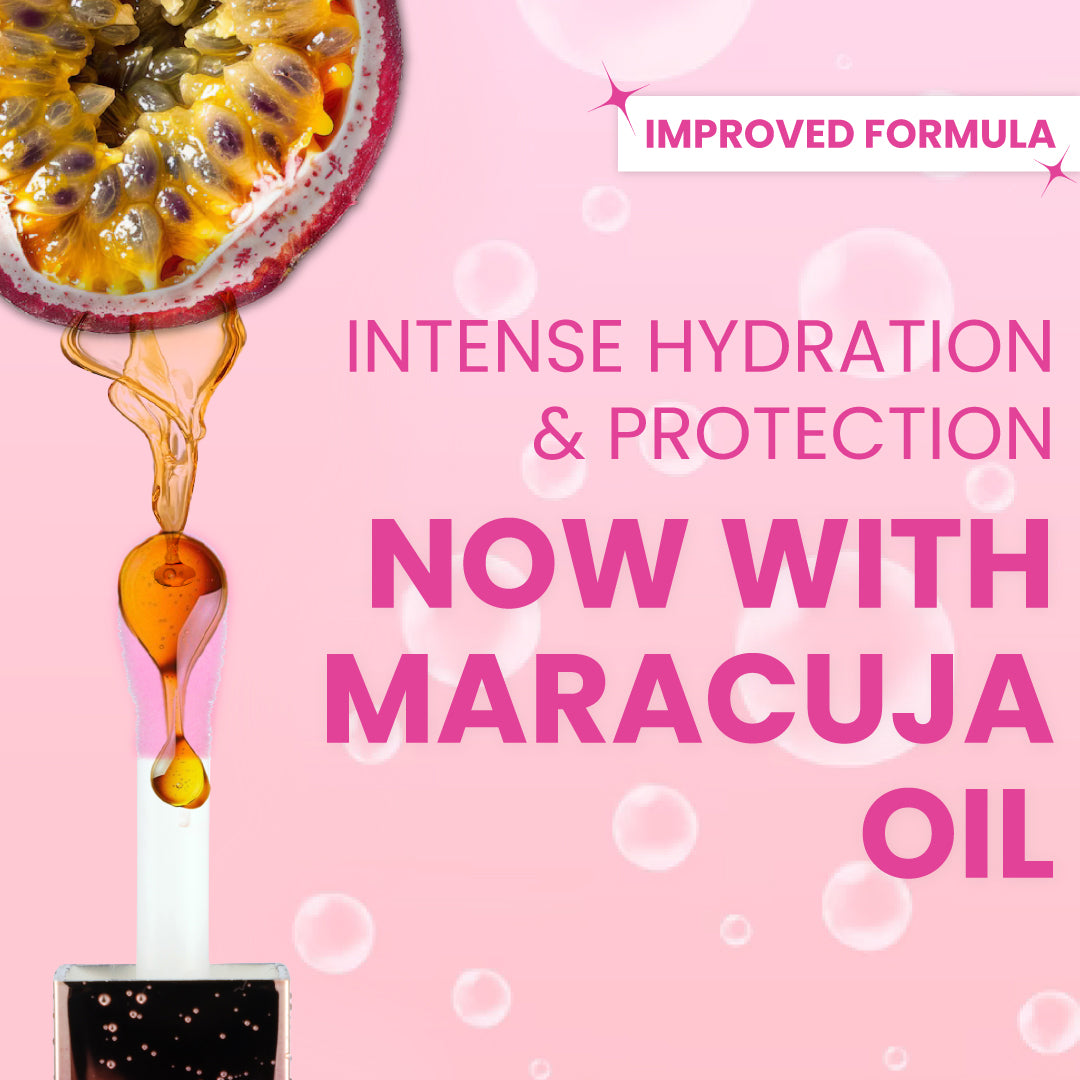 IMPROVED FORMULA
INTENSE HYDRATION
& PROTECTION
NOW WITH
MARACUJA
OIL